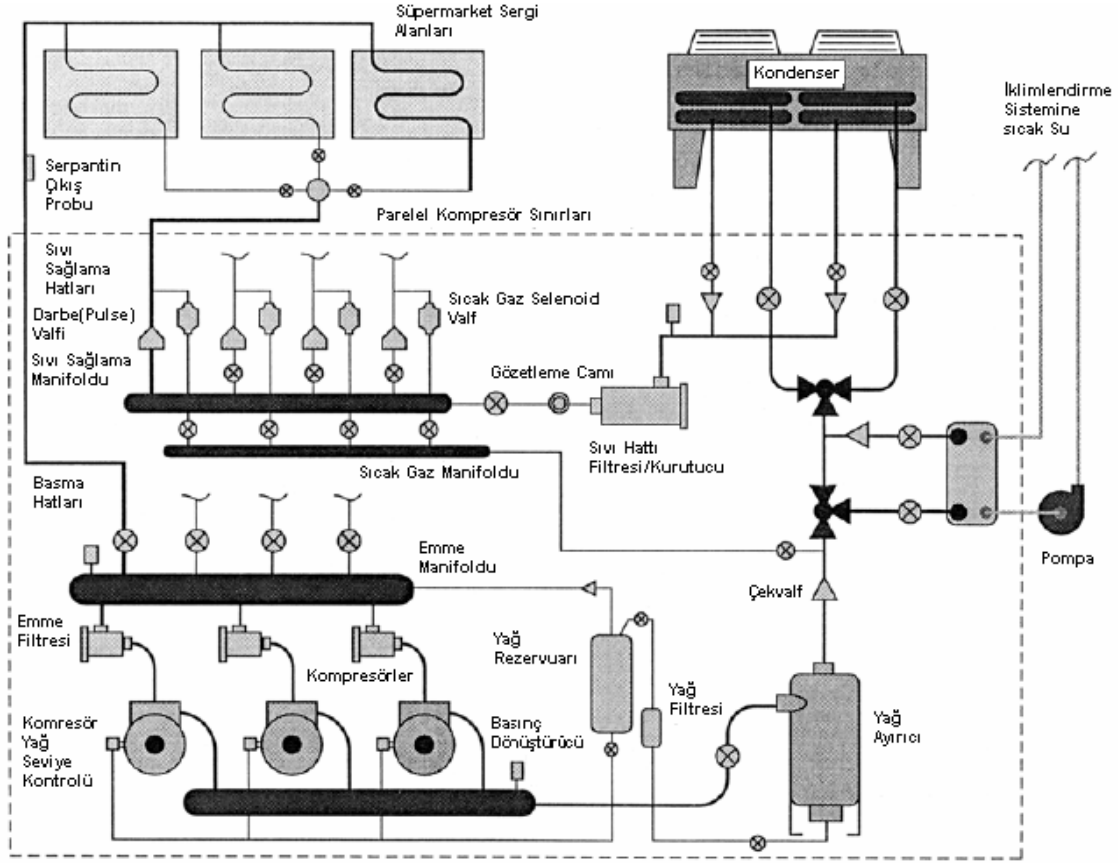 Süpermarket Sergi
Alanları
Kondenser
İklimlendirme
Sistemine
sıcak Su
Serpantin
Çıkış
Probu
Parelel Kompresör Sınırları
Sıvı
Sağlama
Hatları
Darbe(Pulse)
Valfi
Sıvı Sağlama
Manifoldu
Sıcak Gaz Selenoid
Valf
Gözetleme Camı
Sıvı Hattı
Filtresi/Kurutucu
Sıcak Gaz Manifoldu
Basma
Hatları
Emme
Manifoldu
Pompa
Çekvalf
Emme
Filtresi
Yağ
Rezervuarı
Kompresörler
Yağ
Filtresi
Komresör
Yağ
Seviye
Kontrolü
Basınç
Dönüştürücü
Yağ
Ayırıcı